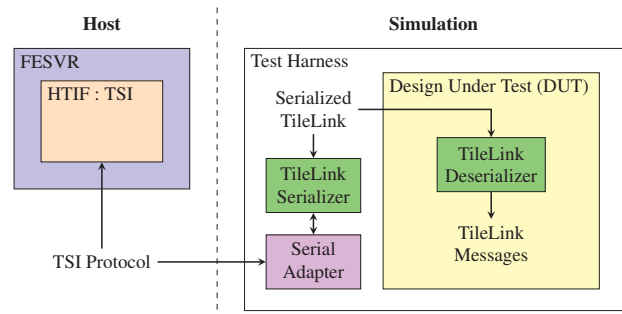 Host
Simulation
FESVR
HTIF : TSI
TSI Protocol
Test Harness
Serialized
TileLink
TileLink
Serializer
Serial
Adapter
Design Under Test (DUT)
TileLink
Deserializer
TileLink
Messages